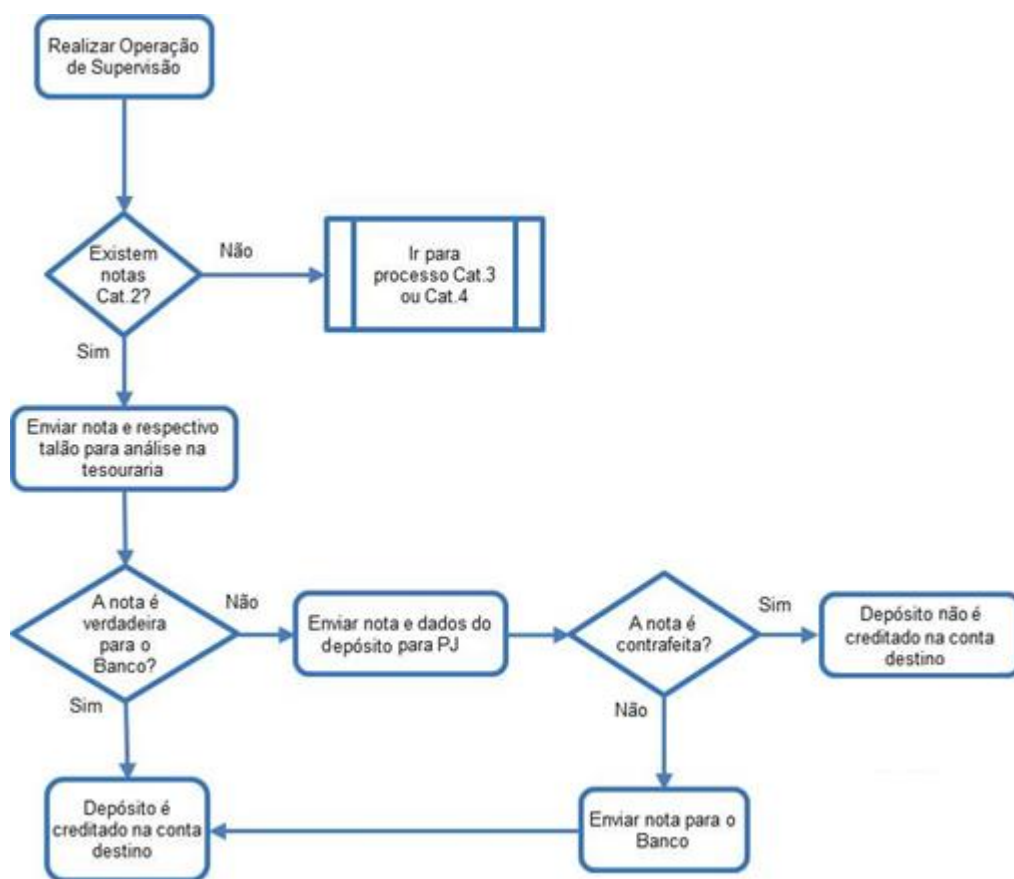 Realizar Operação
de Supervisão
Existem
notas
Cat.2?
Não
Ir para
processo Cat.3
ou Cat.4
Sim
Enviar nota e respectivo
talão para análise na
tesouraria
A nota é
verdadeira
para o
Banco?
Não
Enviar nota e dados do
depósito para PJ
A nota é
contrafeita?
Sim
Depósito não é
creditado na conta
destino
Sim
Não
Depósito é
creditado na conta
destino
Enviar nota para o
Banco